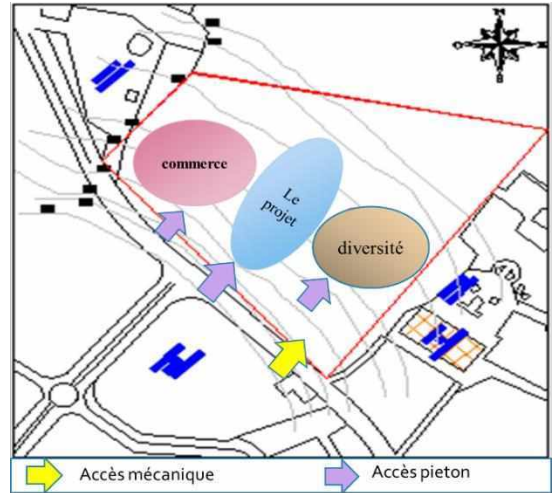 commerce
Le
projet
diversité
Accès mécanique
Accès pieton